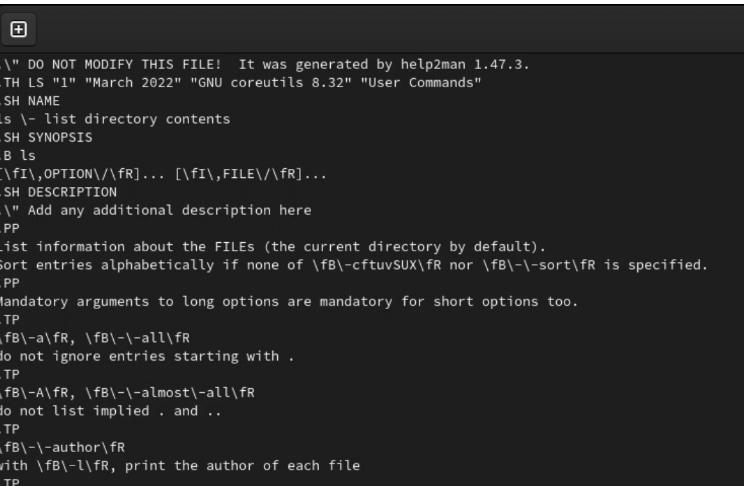 .\" DO NOT MODIFY THIS FILE!  It was generated by help2man 1.47.3.
.TH LS "1" "March 2022" "GNU coreutils 8.32" "User Commands"
.SH NAME
ls \- list directory contents
.SH SYNOPSIS
.B ls
[\fI\,OPTION\/\fR]... [\fI\,FILE\/\fR]...
.SH DESCRIPTION
.\" Add any additional description here
.PP
List information about the FILEs (the current directory by default).
Sort entries alphabetically if none of \fB\-cftuvSUX\fR nor \fB\-\-sort\fR is specified.
.PP
Mandatory arguments to long options are mandatory for short options too.
.TP
\fB\-a\fR, \fB\-\-all\fR
do not ignore entries starting with .
.TP
\fB\-A\fR, \fB\-\-almost\-all\fR
do not list implied . and ..
.TP
\fB\-\-author\fR
with \fB\-l\fR, print the author of each file
.TP